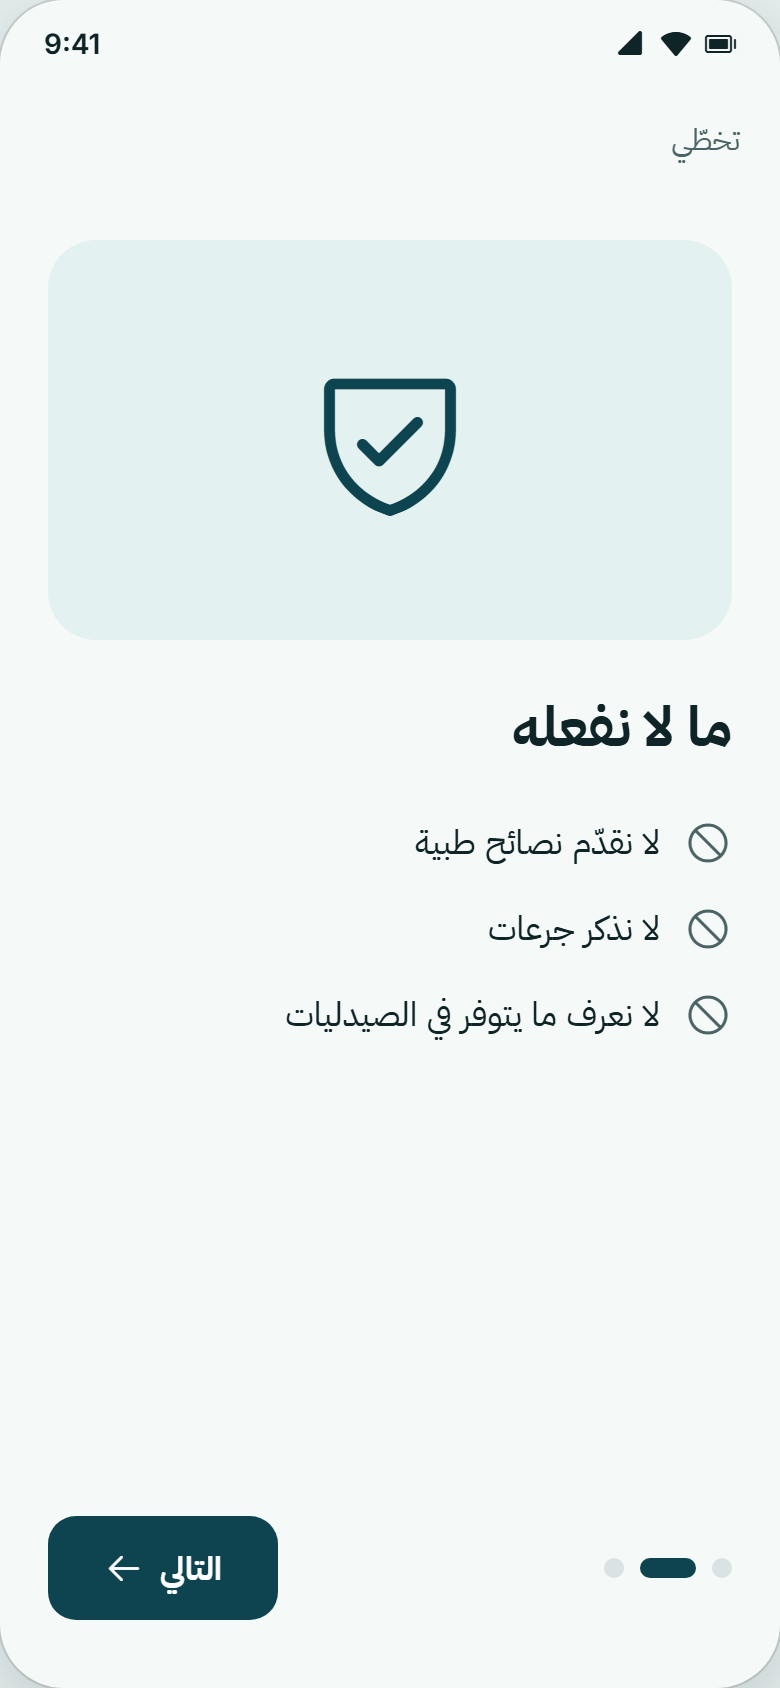 9:41
تخطّي
ما لا نفعله
لا نقدّم نصائح طبية
لا نذكر جرعات
لا نعرف ما يتوفر في الصيدليات
التالي